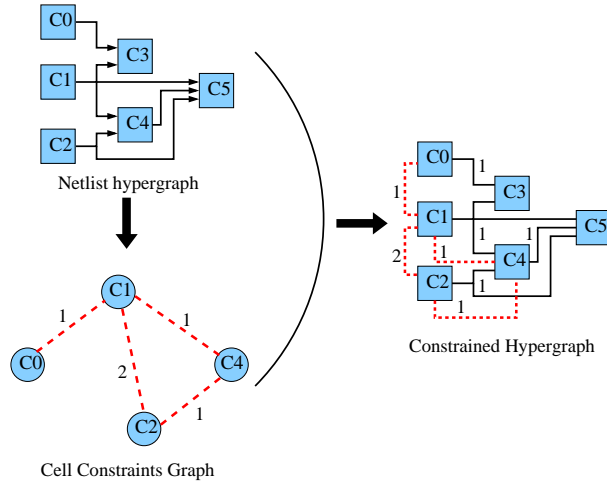 C0
C3
C1
C5
C4
C2
Netlist hypergraph
C1
1
1
C0
2
C4
1
C2
Cell Constraints Graph
C0
1
1
C3
C1
C5
1
1
2
1
C4
C2
1
1
Constrained Hypergraph